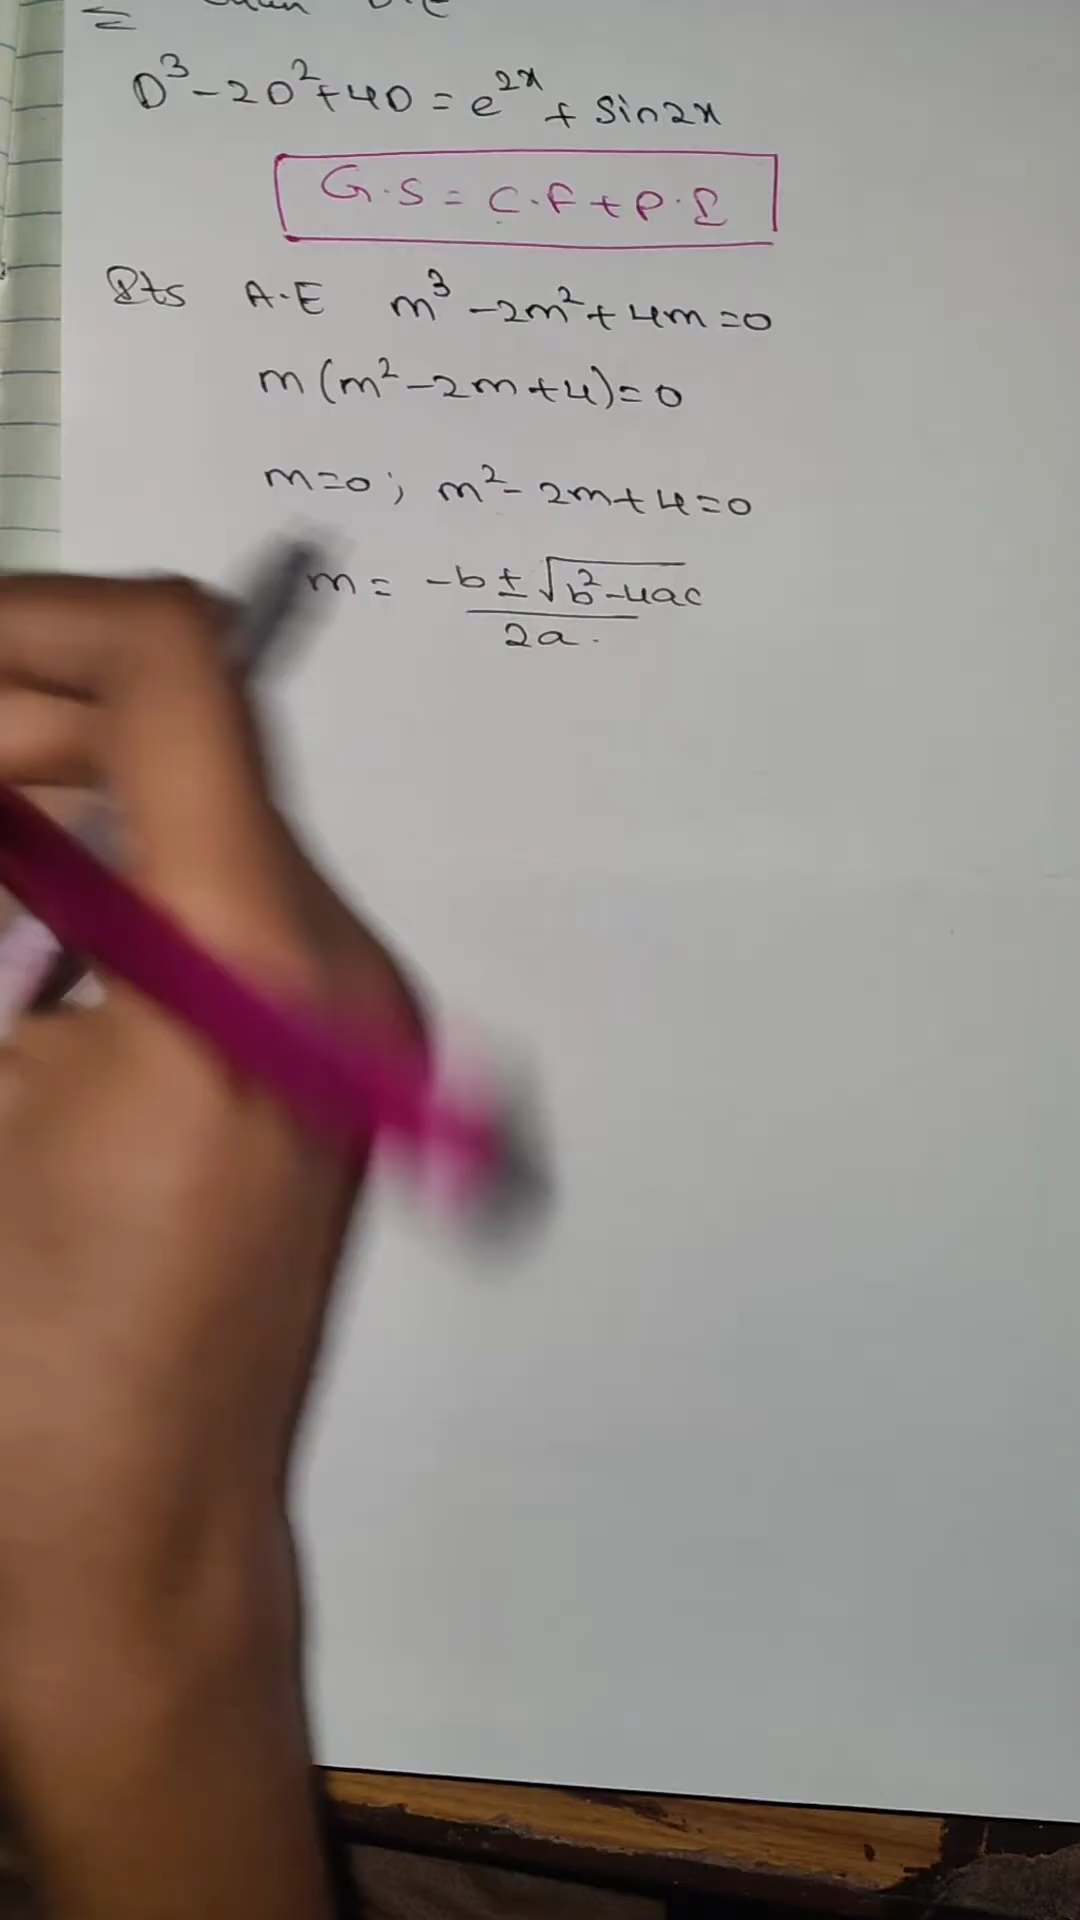 D³ - 2D² + 4D = e^2x + Sin2x
G.S = C.F + P.I
Its A.E m³ - 2m² + 4m = 0
m(m² - 2m + 4) = 0
m = 0 ; m² - 2m + 4 = 0
m = -b ± √b² - 4ac
2a.